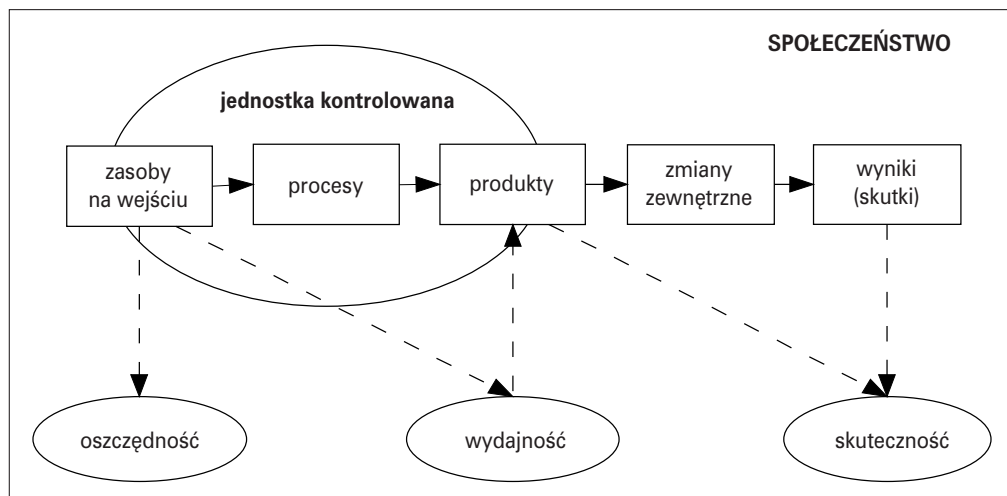 SPOŁECZEŃSTWO
jednostka kontrolowana
zasoby
na wejściu
procesy
produkty
zmiany
zewnętrzne
wyniki
(skutki)
oszczędność
wydajność
skuteczność